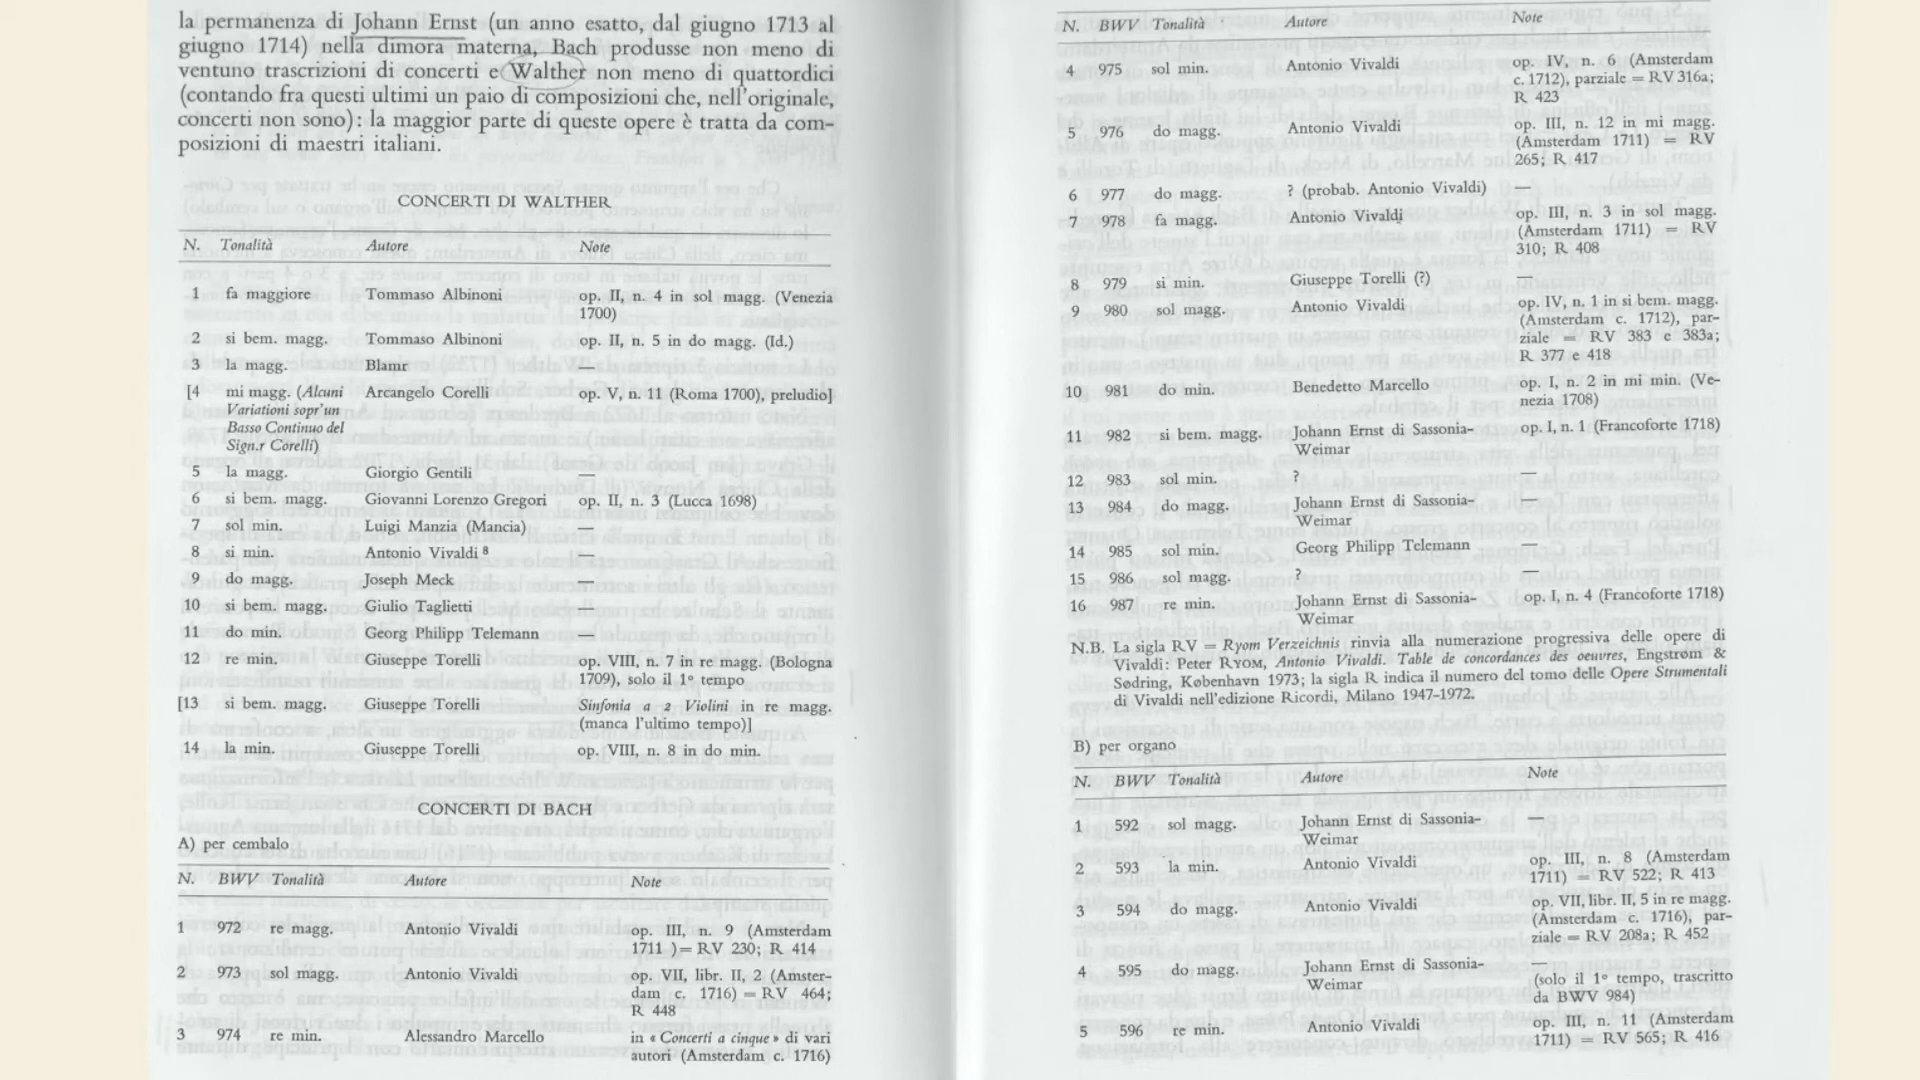 la permanenza di Johann Ernst (un anno esatto, dal giugno 1713 al
giugno 1714) nella dimora materna, Bach produsse non meno di
ventuno trascrizioni di concerti e Walther non meno di quattordici
(contando fra questi ultimi un paio di composizioni che, nell'originale,
concerti non sono): la maggior parte di queste opere è tratta da com-
posizioni di maestri italiani.
CONCERTI DI WALTHER
N. Tonalità Autore Note
1 fa maggiore Tommaso Albinoni op. II, n. 4 in sol magg. (Venezia
1700)
2 si bem. magg. Tommaso Albinoni op. II, n. 5 in do magg. (Id.)
3 la magg. Blamr —
[4 mi magg. (Alcuni Arcangelo Corelli op. V, n. 11 (Roma 1700), preludio]
Variationi sopr'un
Basso Continuo del
Sign.r Corelli)
5 la magg. Giorgio Gentili —
6 si bem. magg. Giovanni Lorenzo Gregori op. II, n. 3 (Lucca 1698)
7 sol min. Luigi Manzia (Mancia) —
8 si min. Antonio Vivaldi 8 —
9 do magg. Joseph Meck —
10 si bem. magg. Giulio Taglietti —
11 do min. Georg Philipp Telemann —
12 re min. Giuseppe Torelli op. VIII, n. 7 in re magg. (Bologna
1709), solo il 1° tempo
[13 si bem. magg. Giuseppe Torelli Sinfonia a 2 Violini in re magg.
(manca l'ultimo tempo)]
14 la min. Giuseppe Torelli op. VIII, n. 8 in do min.
CONCERTI DI BACH
A) per cembalo
N. BWV Tonalità Autore Note
1 972 re magg. Antonio Vivaldi op. III, n. 9 (Amsterdam
1711 )= RV 230; R 414
2 973 sol magg. Antonio Vivaldi op. VII, libr. II, 2 (Amster-
dam c. 1716) = RV 464;
R 448
3 974 re min. Alessandro Marcello in « Concerti a cinque » di vari
autori (Amsterdam c. 1716)
N. BWV Tonalità Autore Note
4 975 sol min. Antonio Vivaldi op. IV, n. 6 (Amsterdam
c. 1712), parziale = RV 316a;
R 423
5 976 do magg. Antonio Vivaldi op. III, n. 12 in mi magg.
(Amsterdam 1711) = RV
265; R 417
6 977 do magg. ? (probab. Antonio Vivaldi) —
7 978 fa magg. Antonio Vivaldi op. III, n. 3 in sol magg.
(Amsterdam 1711) = RV
310; R 408
8 979 si min. Giuseppe Torelli (?) —
9 980 sol magg. Antonio Vivaldi op. IV, n. 1 in si bem. magg.
(Amsterdam c. 1712), par-
ziale = RV 383 e 383a;
R 377 e 418
10 981 do min. Benedetto Marcello op. I, n. 2 in mi min. (Ve-
nezia 1708)
11 982 si bem. magg. Johann Ernst di Sassonia- op. I, n. 1 (Francoforte 1718)
Weimar
12 983 sol min. ? —
13 984 do magg. Johann Ernst di Sassonia- —
Weimar
14 985 sol min. Georg Philipp Telemann —
15 986 sol magg. ? —
16 987 re min. Johann Ernst di Sassonia- op. I, n. 4 (Francoforte 1718)
Weimar
N.B. La sigla RV = Ryom Verzeichnis rinvia alla numerazione progressiva delle opere di
Vivaldi: Peter RYOM, Antonio Vivaldi. Table de concordances des oeuvres, Engstrøm &
Sødring, København 1973; la sigla R indica il numero del tomo delle Opere Strumentali
di Vivaldi nell'edizione Ricordi, Milano 1947-1972.
B) per organo
N. BWV Tonalità Autore Note
1 592 sol magg. Johann Ernst di Sassonia- —
Weimar
2 593 la min. Antonio Vivaldi op. III, n. 8 (Amsterdam
1711) = RV 522; R 413
3 594 do magg. Antonio Vivaldi op. VII, libr. II, 5 in re magg.
(Amsterdam c. 1716), par-
ziale = RV 208a; R 452
4 595 do magg. Johann Ernst di Sassonia- —
Weimar (solo il 1° tempo, trascritto
da BWV 984)
5 596 re min. Antonio Vivaldi op. III, n. 11 (Amsterdam
1711) = RV 565; R 416